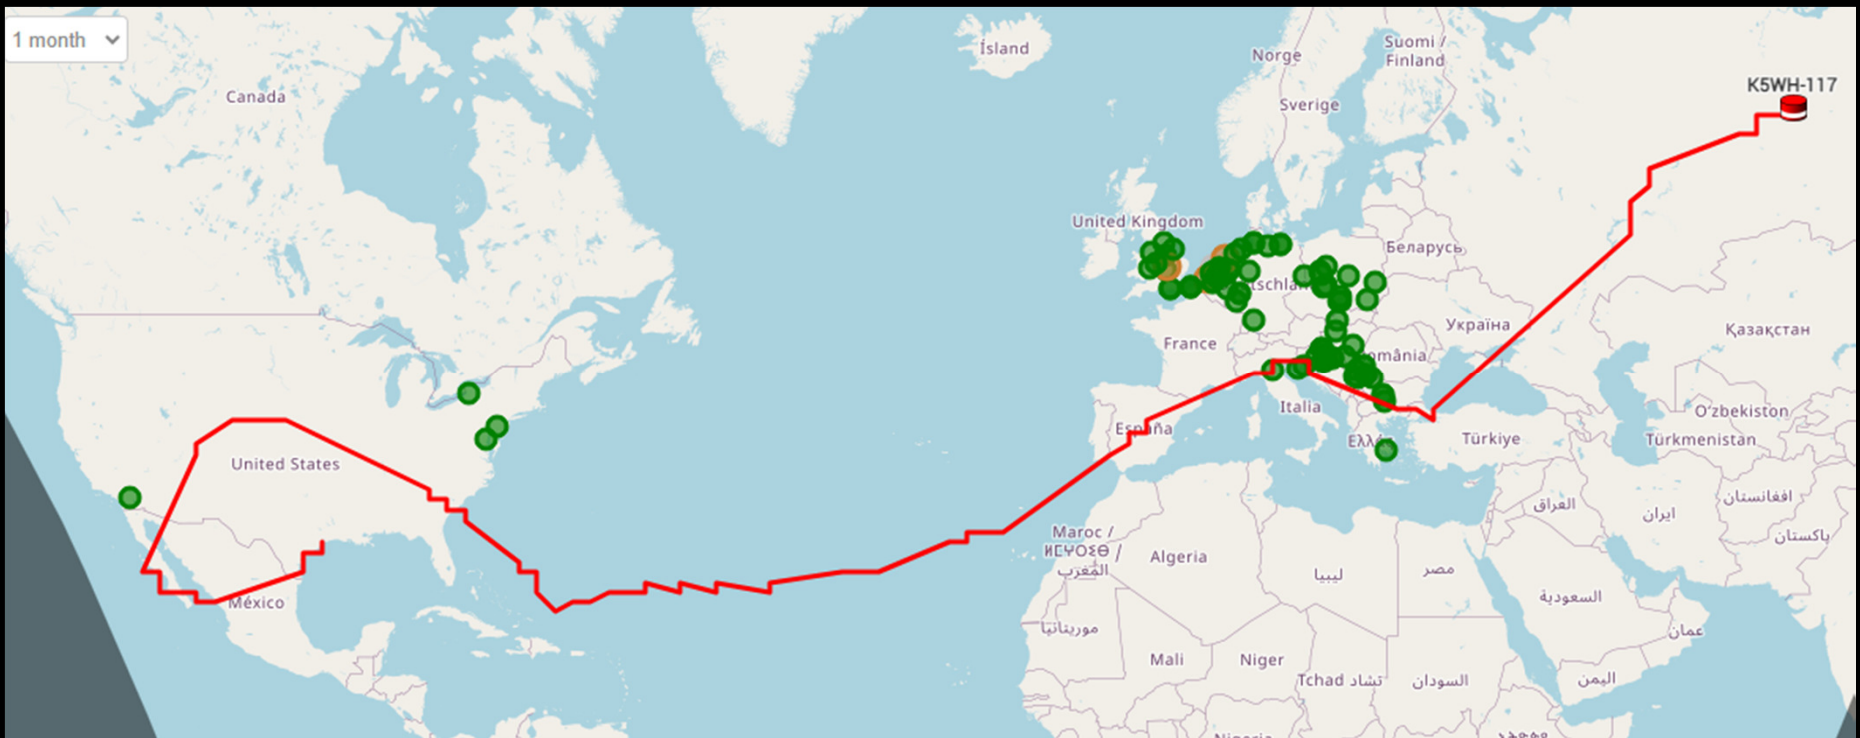 1 month
Ísland
Norge
Suomi /
Finland
K5WH-117
Canada
Sverige
United Kingdom
Беларусь
Україна
Қазақстан
France
România
Italia
O'zbekiston
España
Türkiye
Türkmenistan
United States
افغانستان
العراق
ایران
Maroc /
ⵍⵎⵖⵔⵉⴱ /
المغرب
Algeria
پاکستان
ليبيا
مصر
México
السعودية
موريتانيا
عمان
Mali
Niger
Tchad تشاد
السودان
اليمن